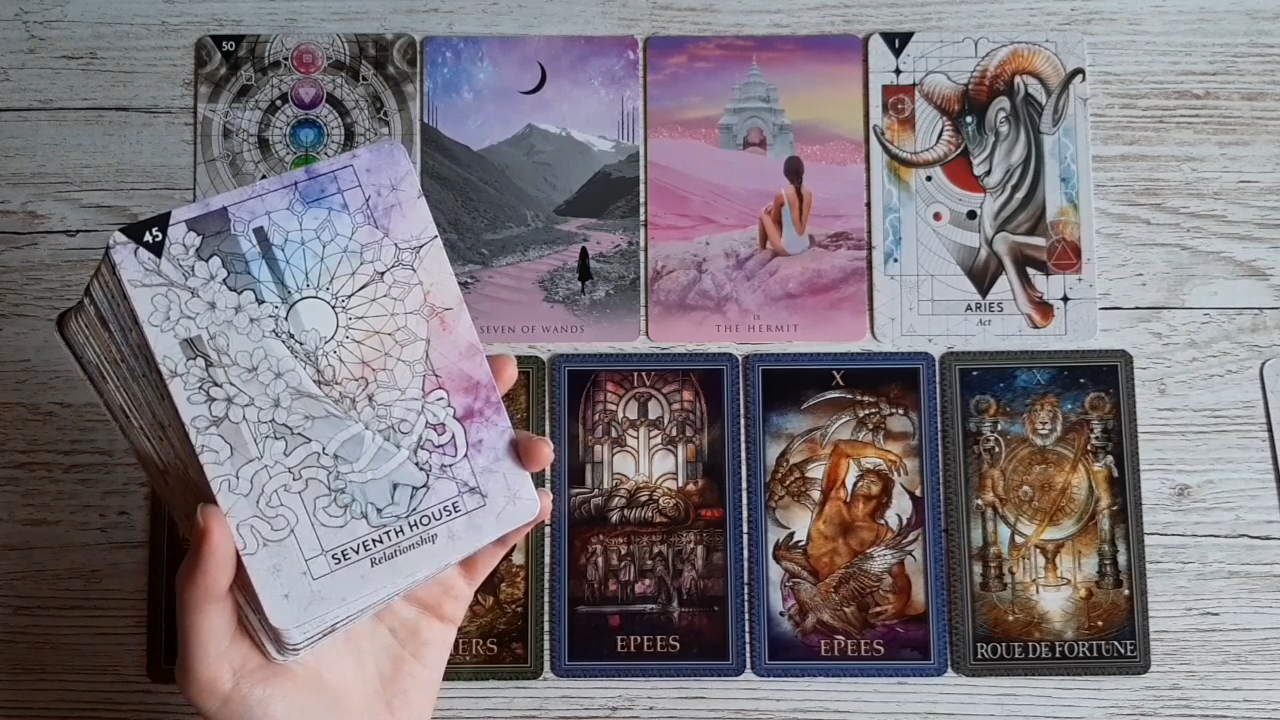 50
SEVEN OF WANDS
IX
THE HERMIT
I
ARIES
Act
45
SEVENTH HOUSE
Relationship
IERS
IV
EPEES
X
EPEES
X
ROUE DE FORTUNE